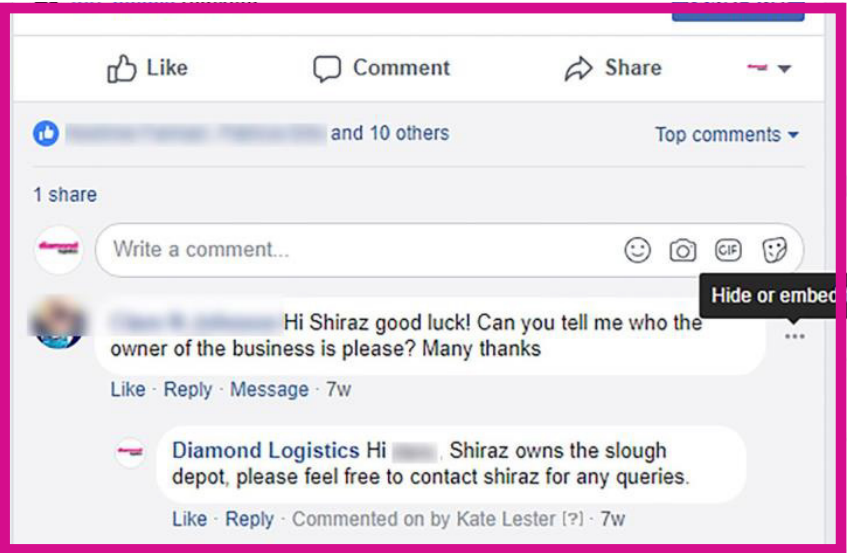 Like Comment Share
and 10 others Top comments
1 share
diamond
logistics
Write a comment...
GIF
Hide or embed
Hi Shiraz good luck! Can you tell me who the
owner of the business is please? Many thanks
Like · Reply · Message · 7w
Diamond Logistics Hi , Shiraz owns the slough
depot, please feel free to contact shiraz for any queries.
Like · Reply · Commented on by Kate Lester [?] · 7w